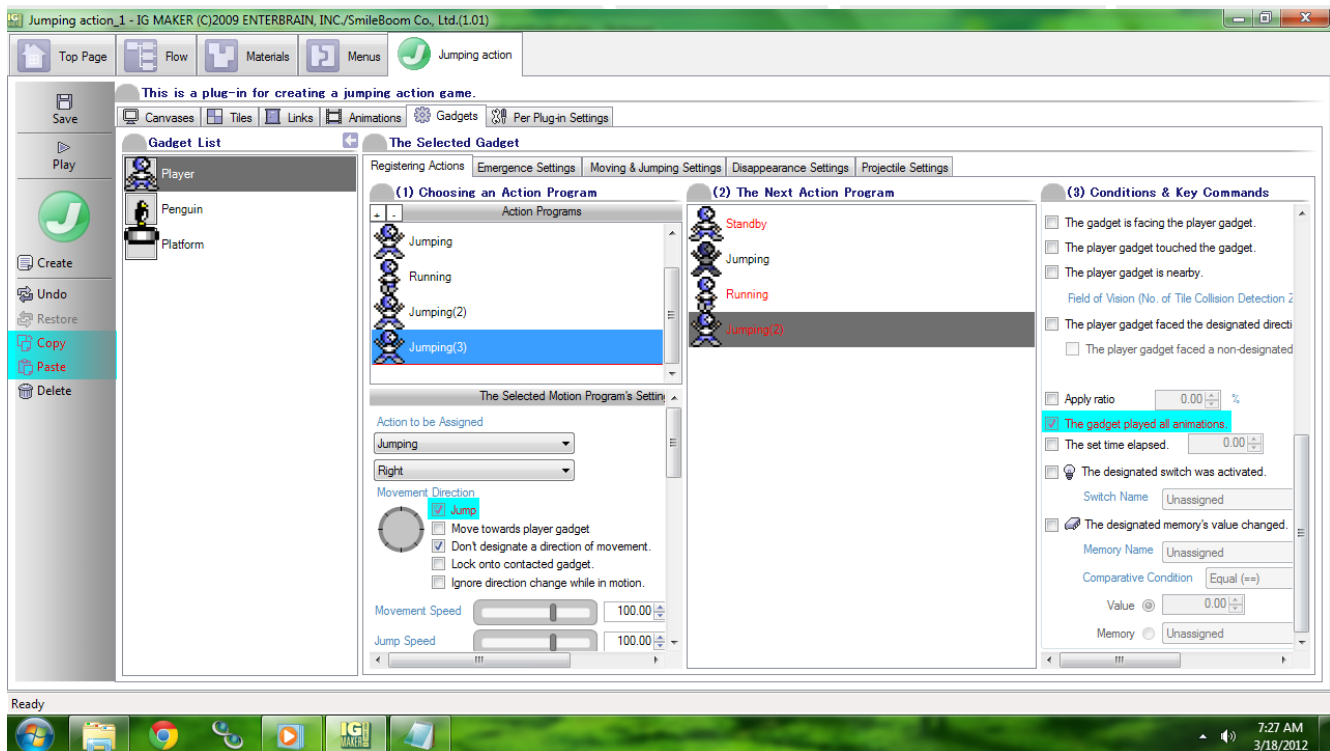 Jumping action_1 - IG MAKER (C)2009 ENTERBRAIN, INC./SmileBoom Co., Ltd.(1.01)
Top Page
Flow
Materials
Menus
Jumping action
Save
Play
Create
Undo
Restore
Copy
Paste
Delete
This is a plug-in for creating a jumping action game.
Canvases
Tiles
Links
Animations
Gadgets
Per Plug-in Settings
Gadget List
Player
Penguin
Platform
The Selected Gadget
Registering Actions
Emergence Settings
Moving & Jumping Settings
Disappearance Settings
Projectile Settings
(1) Choosing an Action Program
+ - Action Programs
Jumping
Running
Jumping(2)
Jumping(3)
The Selected Motion Program's Settin
Action to be Assigned
Jumping
Right
Movement Direction
Jump
Move towards player gadget
Don't designate a direction of movement.
Lock onto contacted gadget.
Ignore direction change while in motion.
Movement Speed 100.00
Jump Speed 100.00
(2) The Next Action Program
Standby
Jumping
Running
Jumping(2)
(3) Conditions & Key Commands
The gadget is facing the player gadget.
The player gadget touched the gadget.
The player gadget is nearby.
Field of Vision (No. of Tile Collision Detection Z
The player gadget faced the designated directi
The player gadget faced a non-designated
Apply ratio 0.00 %
The gadget played all animations.
The set time elapsed. 0.00
The designated switch was activated.
Switch Name Unassigned
The designated memory's value changed.
Memory Name Unassigned
Comparative Condition Equal (==)
Value 0.00
Memory Unassigned
Ready
IG MAKER
7:27 AM
3/18/2012